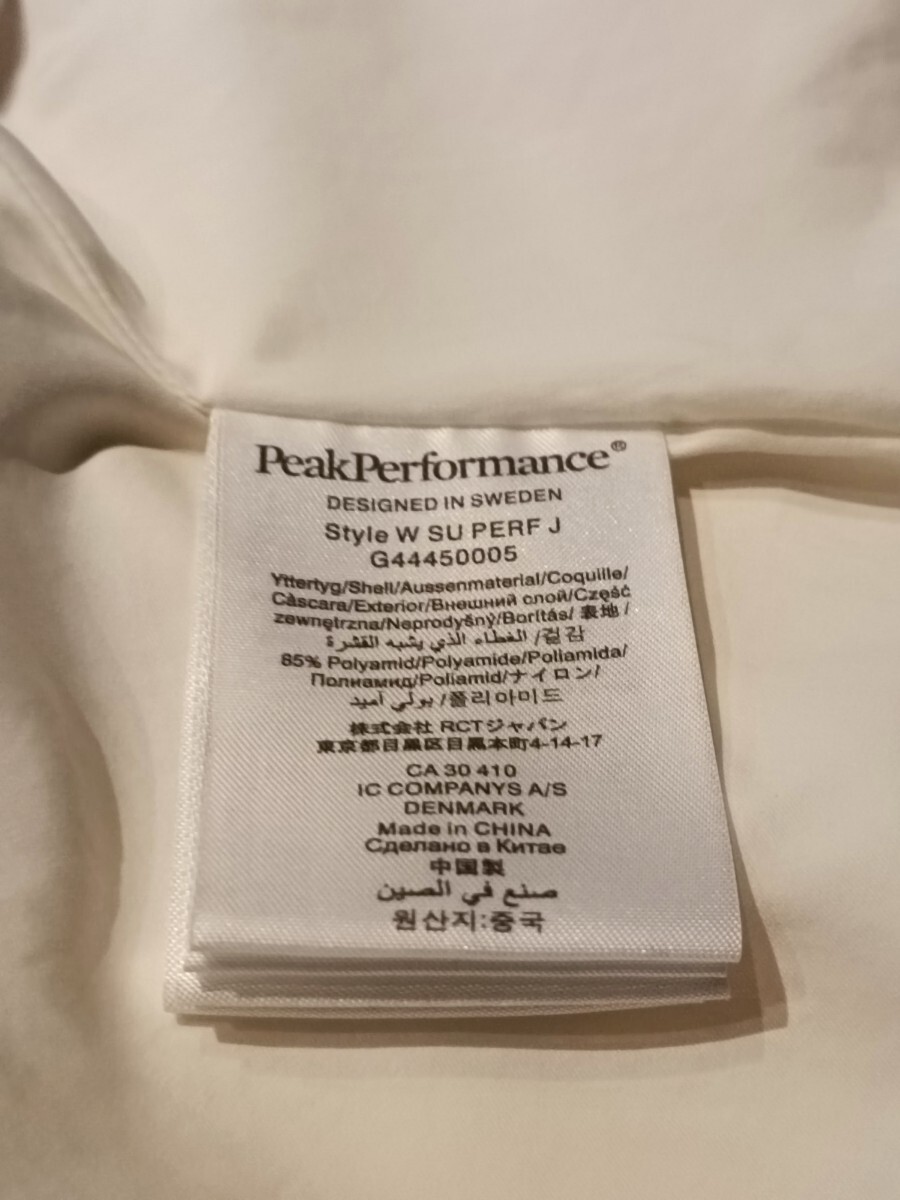 PeakPerformance®
DESIGNED IN SWEDEN
Style W SU PERF J
G44450005
Yttertyg/Shell/Aussenmaterial/Coquille/
Càscara/Exterior/Внешний слой/Część
zewnętrzna/Neprodyšný/Borítás/ 表地 /
الغطاء الذي يشبه القشرة /겉감
85% Polyamid/Polyamide/Poliamida/
Полиамид/Poliamid/ナイロン/
بولي أميد /폴리아미드
株式会社 RCTジャパン
東京都目黒区目黒本町4-14-17
CA 30 410
IC COMPANYS A/S
DENMARK
Made in CHINA
Сделано в Китае
中国製
صنع في الصين
원산지:중국